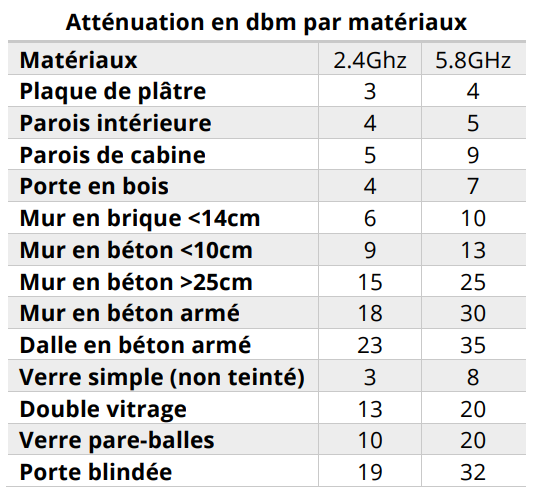 Atténuation en dbm par matériaux
Matériaux 2.4Ghz 5.8GHz
Plaque de plâtre 3 4
Parois intérieure 4 5
Parois de cabine 5 9
Porte en bois 4 7
Mur en brique <14cm 6 10
Mur en béton <10cm 9 13
Mur en béton >25cm 15 25
Mur en béton armé 18 30
Dalle en béton armé 23 35
Verre simple (non teinté) 3 8
Double vitrage 13 20
Verre pare-balles 10 20
Porte blindée 19 32